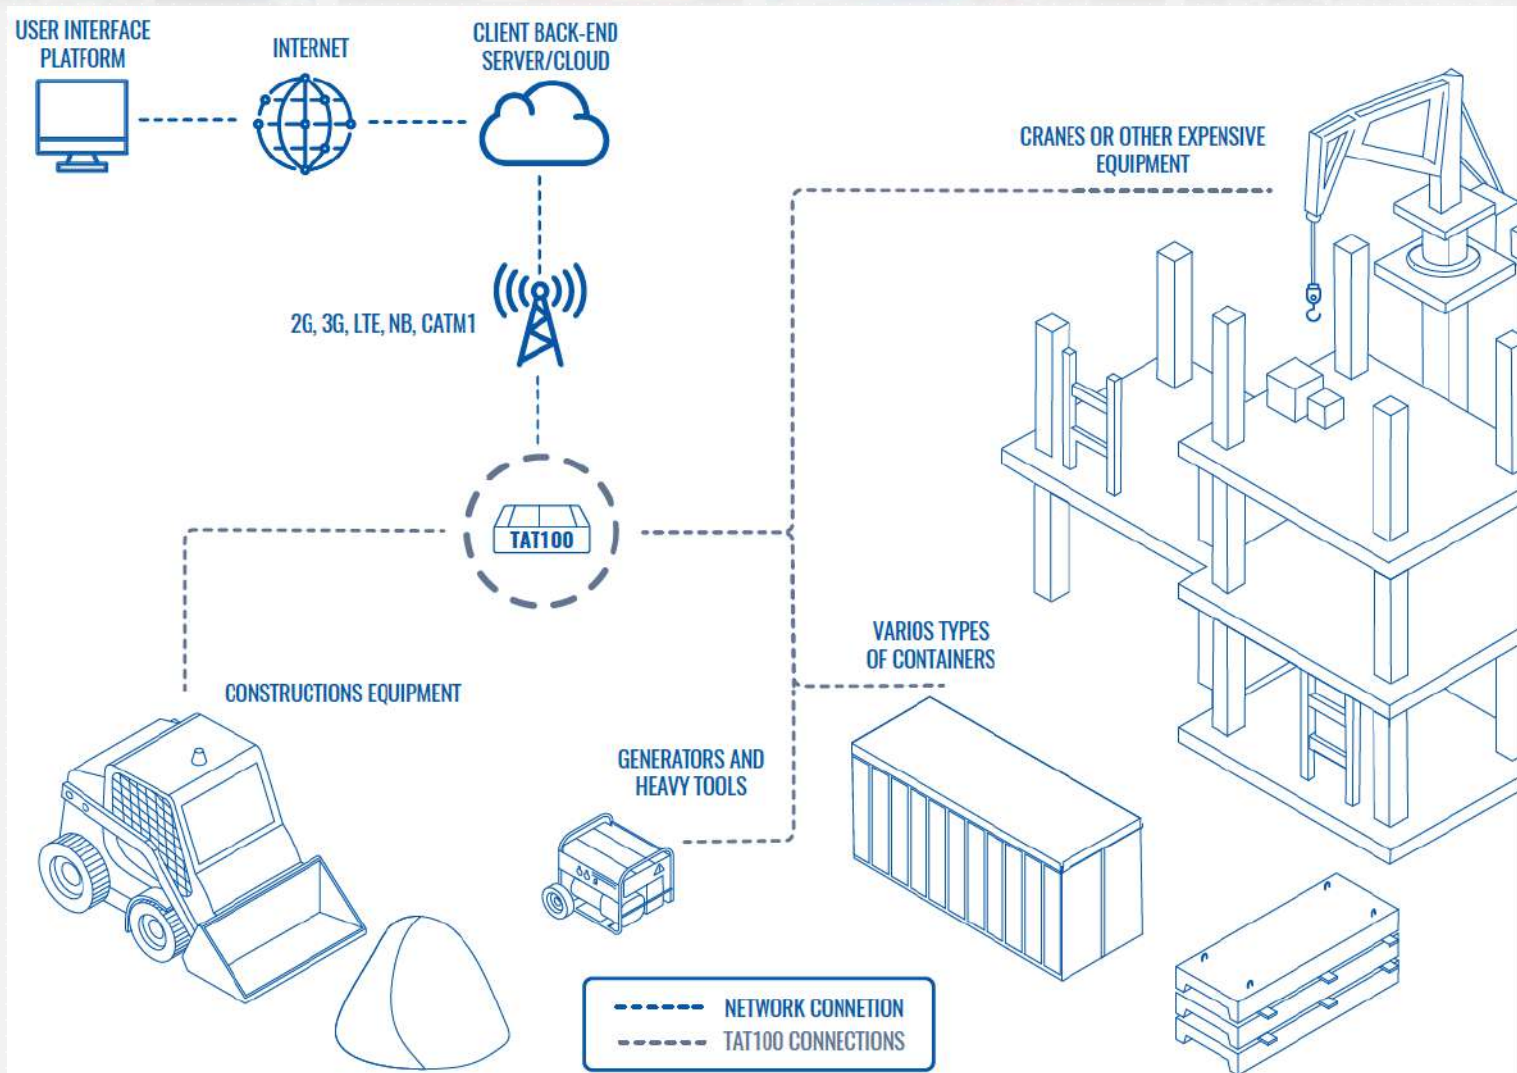 USER INTERFACE
PLATFORM
INTERNET
CLIENT BACK-END
SERVER/CLOUD
CRANES OR OTHER EXPENSIVE
EQUIPMENT
2G, 3G, LTE, NB, CATM1
TAT100
VARIOS TYPES
OF CONTAINERS
CONSTRUCTIONS EQUIPMENT
GENERATORS AND
HEAVY TOOLS
NETWORK CONNETION
TAT100 CONNECTIONS